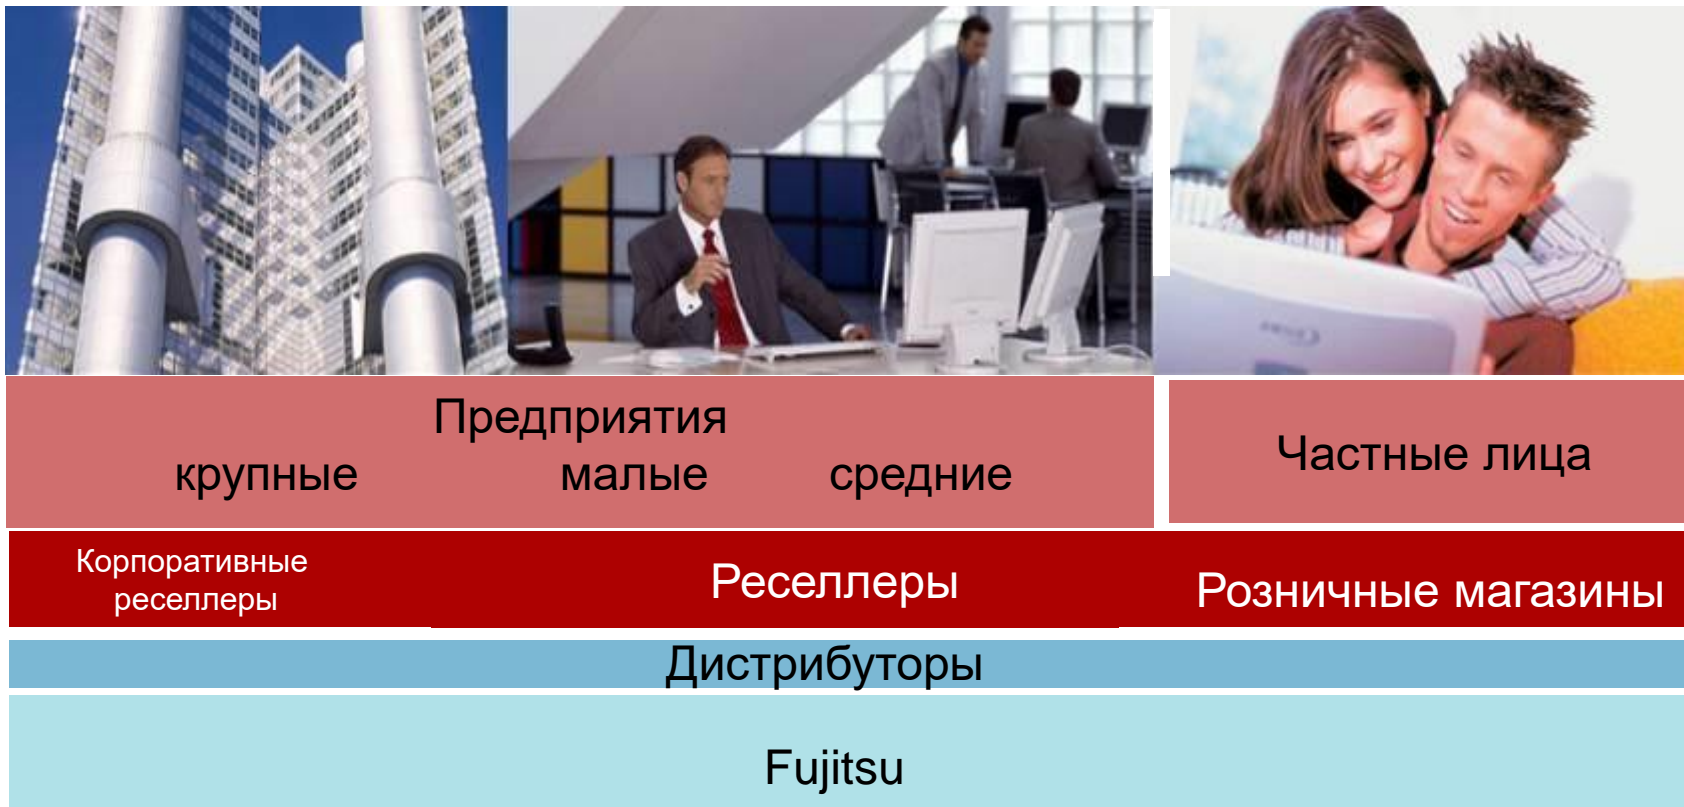 Предприятия
крупные малые средние
Частные лица
Корпоративные
реселлеры
Реселлеры
Розничные магазины
Дистрибуторы
Fujitsu